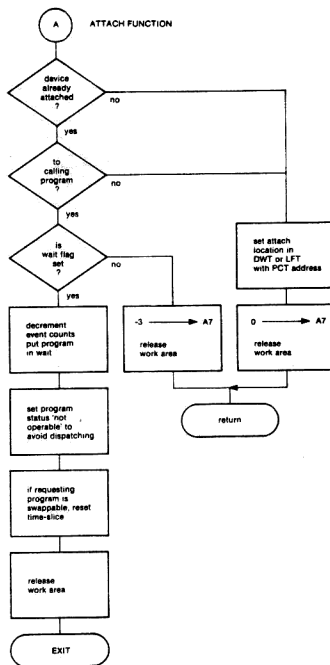 A
ATTACH FUNCTION
device
already
attached
?
no
yes
to
calling
program
?
no
yes
is
wait flag
set
?
no
yes
set attach
location in
DWT or LFT
with PCT address
decrement
event counts
put program
in wait
-3 → A7
release
work area
0 → A7
release
work area
return
set program
status 'not
operable' to
avoid dispatching
if requesting
program is
swappable, reset
time-slice
release
work area
EXIT